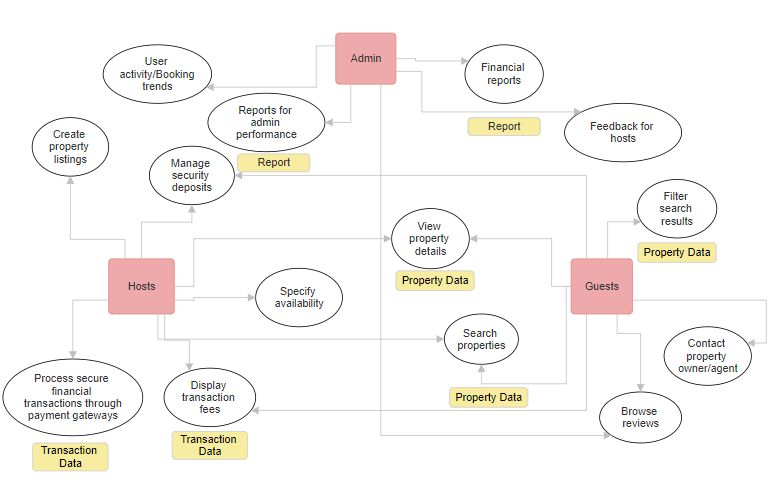 Admin
User
activity/Booking
trends
Financial
reports
Reports for
admin
performance
Report
Report
Feedback for
hosts
Create
property
listings
Manage
security
deposits
Filter
search
results
Property Data
View
property
details
Property Data
Hosts
Guests
Specify
availability
Search
properties
Property Data
Contact
property
owner/agent
Process secure
financial
transactions through
payment gateways
Transaction
Data
Display
transaction
fees
Transaction
Data
Browse
reviews